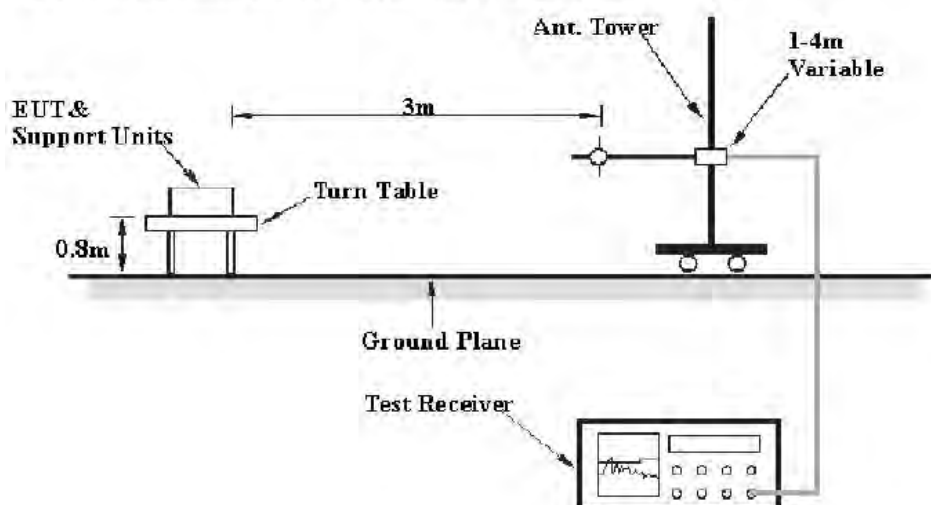 Ant. Tower
1-4m
Variable
3m
EUT&
Support Units
Turn Table
0.8m
Ground Plane
Test Receiver